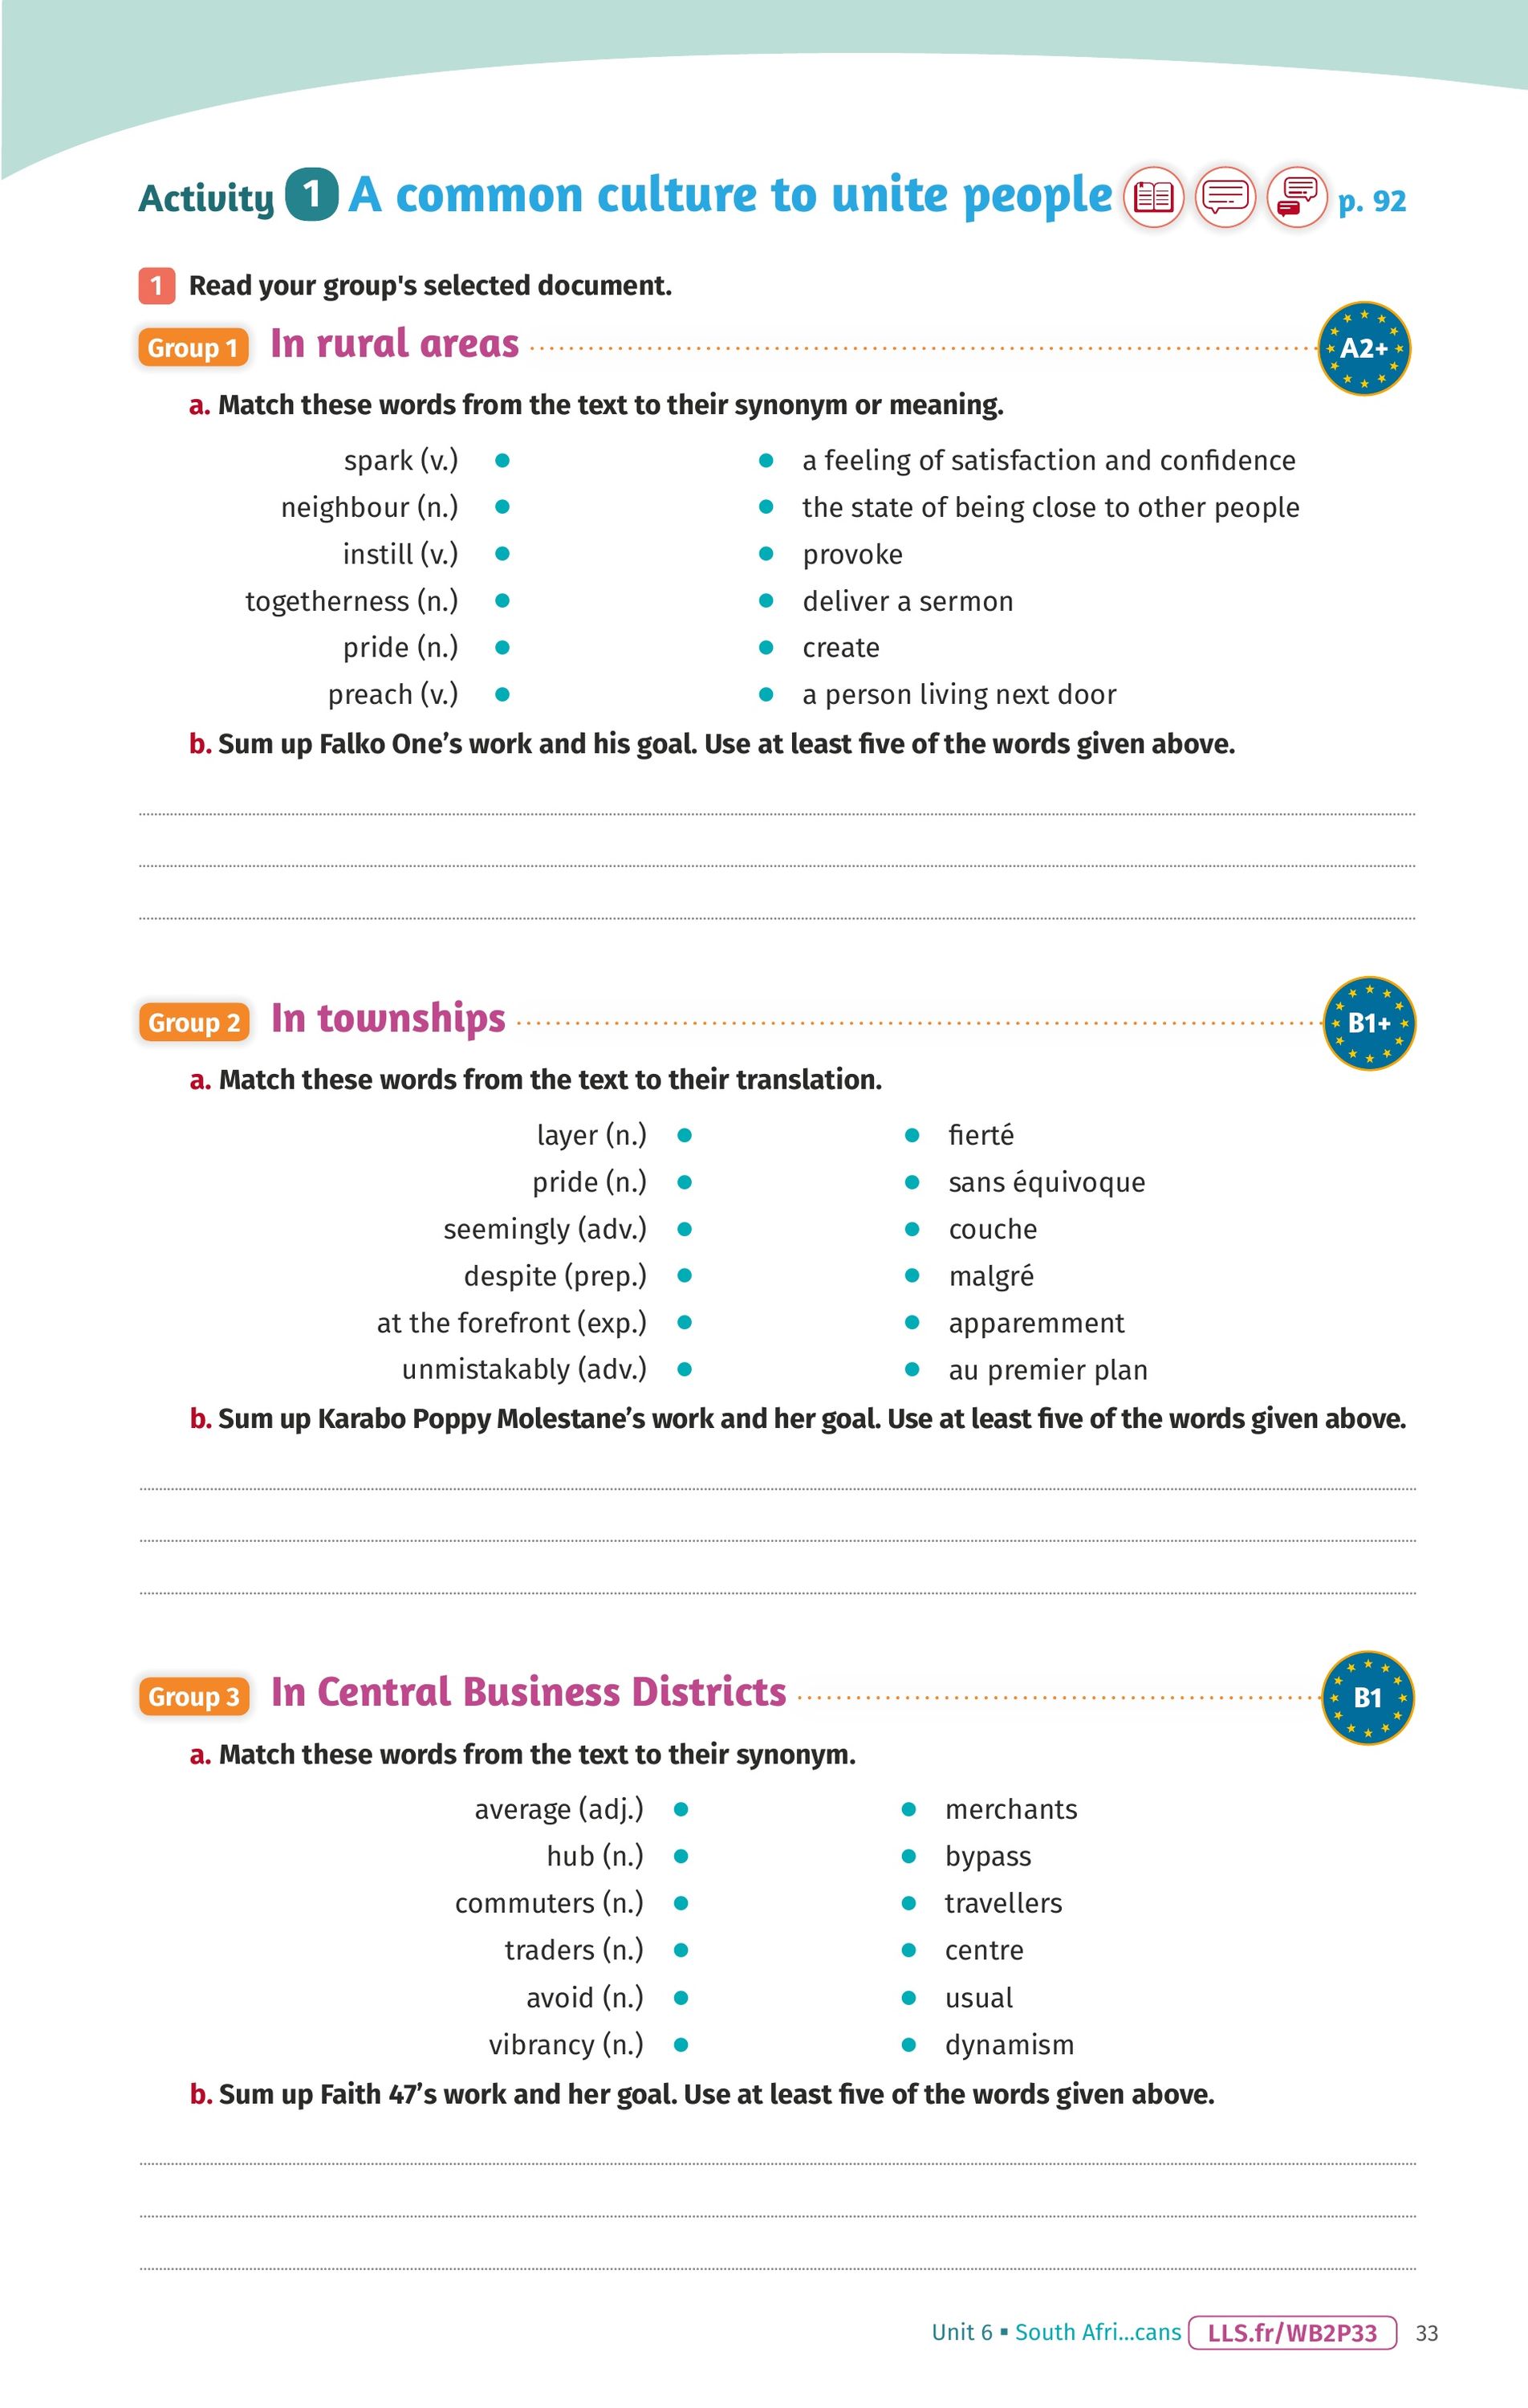 Activity 1 A common culture to unite people p. 92
1 Read your group's selected document.
Group 1 In rural areas A2+
a. Match these words from the text to their synonym or meaning.
spark (v.) a feeling of satisfaction and confidence
neighbour (n.) the state of being close to other people
instill (v.) provoke
togetherness (n.) deliver a sermon
pride (n.) create
preach (v.) a person living next door
b. Sum up Falko One's work and his goal. Use at least five of the words given above.
Group 2 In townships B1+
a. Match these words from the text to their translation.
layer (n.) fierté
pride (n.) sans équivoque
seemingly (adv.) couche
despite (prep.) malgré
at the forefront (exp.) apparemment
unmistakably (adv.) au premier plan
b. Sum up Karabo Poppy Molestane's work and her goal. Use at least five of the words given above.
Group 3 In Central Business Districts B1
a. Match these words from the text to their synonym.
average (adj.) merchants
hub (n.) bypass
commuters (n.) travellers
traders (n.) centre
avoid (n.) usual
vibrancy (n.) dynamism
b. Sum up Faith 47's work and her goal. Use at least five of the words given above.
Unit 6 ▪ South Afri...cans LLS.fr/WB2P33 33